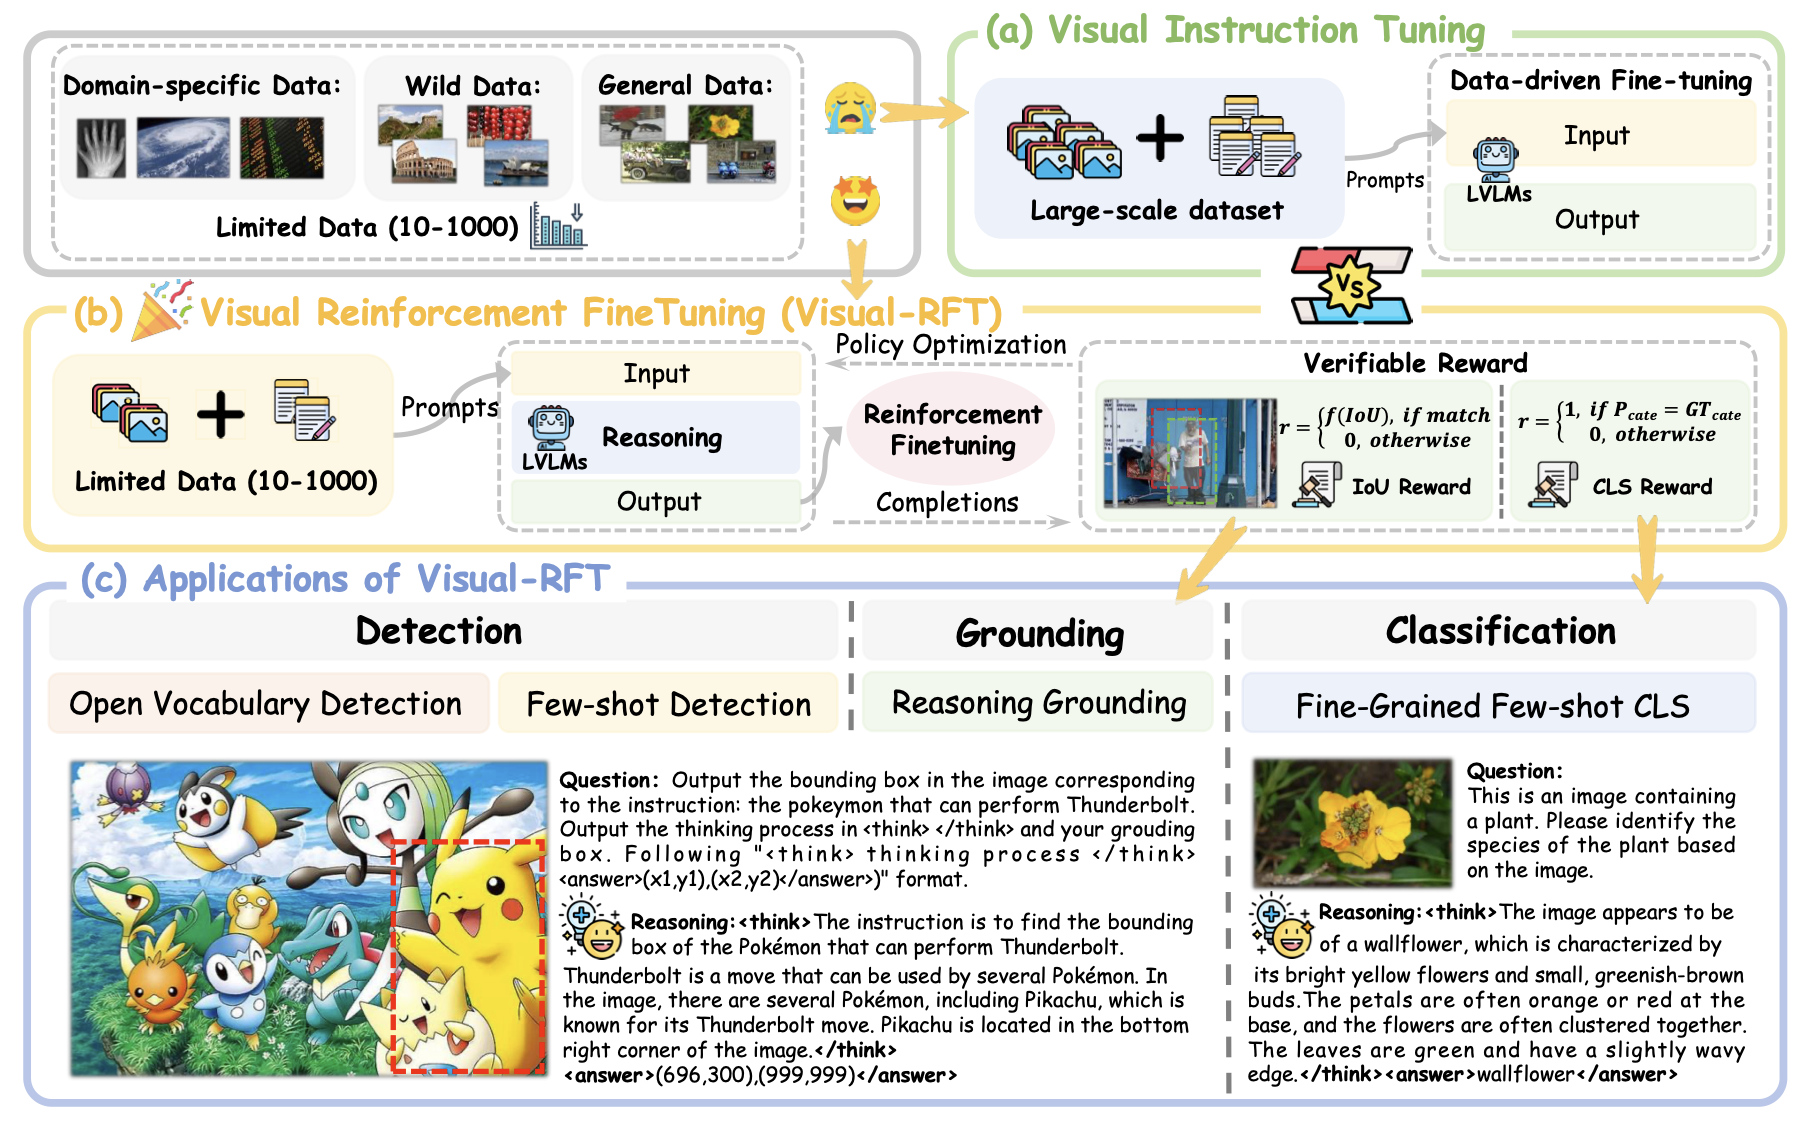 Domain-specific Data:
Wild Data:
General Data:
Limited Data (10-1000)
(a) Visual Instruction Tuning
Large-scale dataset
Prompts
Data-driven Fine-tuning
Input
AI
LVLMs
Output
VS
(b) Visual Reinforcement FineTuning (Visual-RFT)
Limited Data (10-1000)
Prompts
Input
Reasoning
LVLMs
Output
Policy Optimization
Reinforcement
Finetuning
Completions
Verifiable Reward
r = { f(IoU), if match
0, otherwise
IoU Reward
r = { 1, if P_cate = GT_cate
0, otherwise
CLS Reward
(c) Applications of Visual-RFT
Detection
Grounding
Classification
Open Vocabulary Detection
Few-shot Detection
Reasoning Grounding
Fine-Grained Few-shot CLS
Question: Output the bounding box in the image corresponding
to the instruction: the pokeymon that can perform Thunderbolt.
Output the thinking process in <think> </think> and your grouding
box. Following "<think> thinking process </think>
<answer>(x1,y1),(x2,y2)</answer>)" format.
Reasoning:<think>The instruction is to find the bounding
box of the Pokémon that can perform Thunderbolt.
Thunderbolt is a move that can be used by several Pokémon. In
the image, there are several Pokémon, including Pikachu, which is
known for its Thunderbolt move. Pikachu is located in the bottom
right corner of the image.</think>
<answer>(696,300),(999,999)</answer>
Question:
This is an image containing
a plant. Please identify the
species of the plant based
on the image.
Reasoning:<think>The image appears to be
of a wallflower, which is characterized by
its bright yellow flowers and small, greenish-brown
buds.The petals are often orange or red at the
base, and the flowers are often clustered together.
The leaves are green and have a slightly wavy
edge.</think><answer>wallflower</answer>